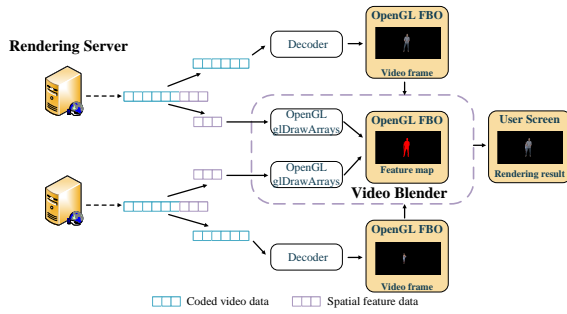 OpenGL FBO
Decoder
Rendering Server
Video frame
OpenGL
glDrawArrays
OpenGL FBO
User Screen
Feature map
Rendering result
OpenGL
glDrawArrays
Video Blender
OpenGL FBO
Decoder
Video frame
Coded video data
Spatial feature data